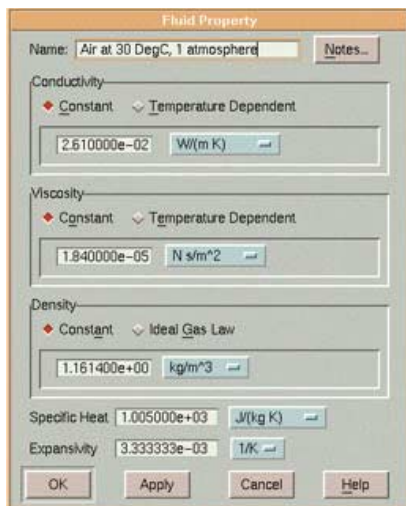 Fluid Property
Name: Air at 30 DegC, 1 atmosphere Notes...
Conductivity
Constant Temperature Dependent
2.610000e-02 W/(m K)
Viscosity
Constant Temperature Dependent
1.840000e-05 N s/m^2
Density
Constant Ideal Gas Law
1.161400e+00 kg/m^3
Specific Heat 1.005000e+03 J/(kg K)
Expansivity 3.333333e-03 1/K
OK Apply Cancel Help